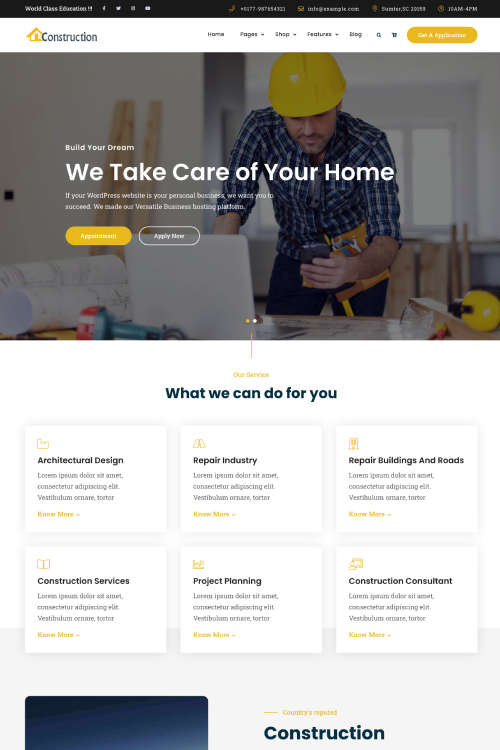 World Class Education !!! +0177-987654321 info@example.com Sumter,SC 29150 10AM-4PM
Construction Home Pages Shop Features Blog Get A Application
Build Your Dream
We Take Care of Your Home
If your WordPress website is your personal business, we want you to
succeed. We made our Versatile Business hosting platform.
Appointment Apply Now
Our Service
What we can do for you
Architectural Design
Lorem ipsum dolor sit amet,
consectetur adipiscing elit.
Vestibulum ornare, tortor
Know More →
Repair Industry
Lorem ipsum dolor sit amet,
consectetur adipiscing elit.
Vestibulum ornare, tortor
Know More →
Repair Buildings And Roads
Lorem ipsum dolor sit amet,
consectetur adipiscing elit.
Vestibulum ornare, tortor
Know More →
Construction Services
Lorem ipsum dolor sit amet,
consectetur adipiscing elit.
Vestibulum ornare, tortor
Know More →
Project Planning
Lorem ipsum dolor sit amet,
consectetur adipiscing elit.
Vestibulum ornare, tortor
Know More →
Construction Consultant
Lorem ipsum dolor sit amet,
consectetur adipiscing elit.
Vestibulum ornare, tortor
Know More →
Country's reputed
Construction